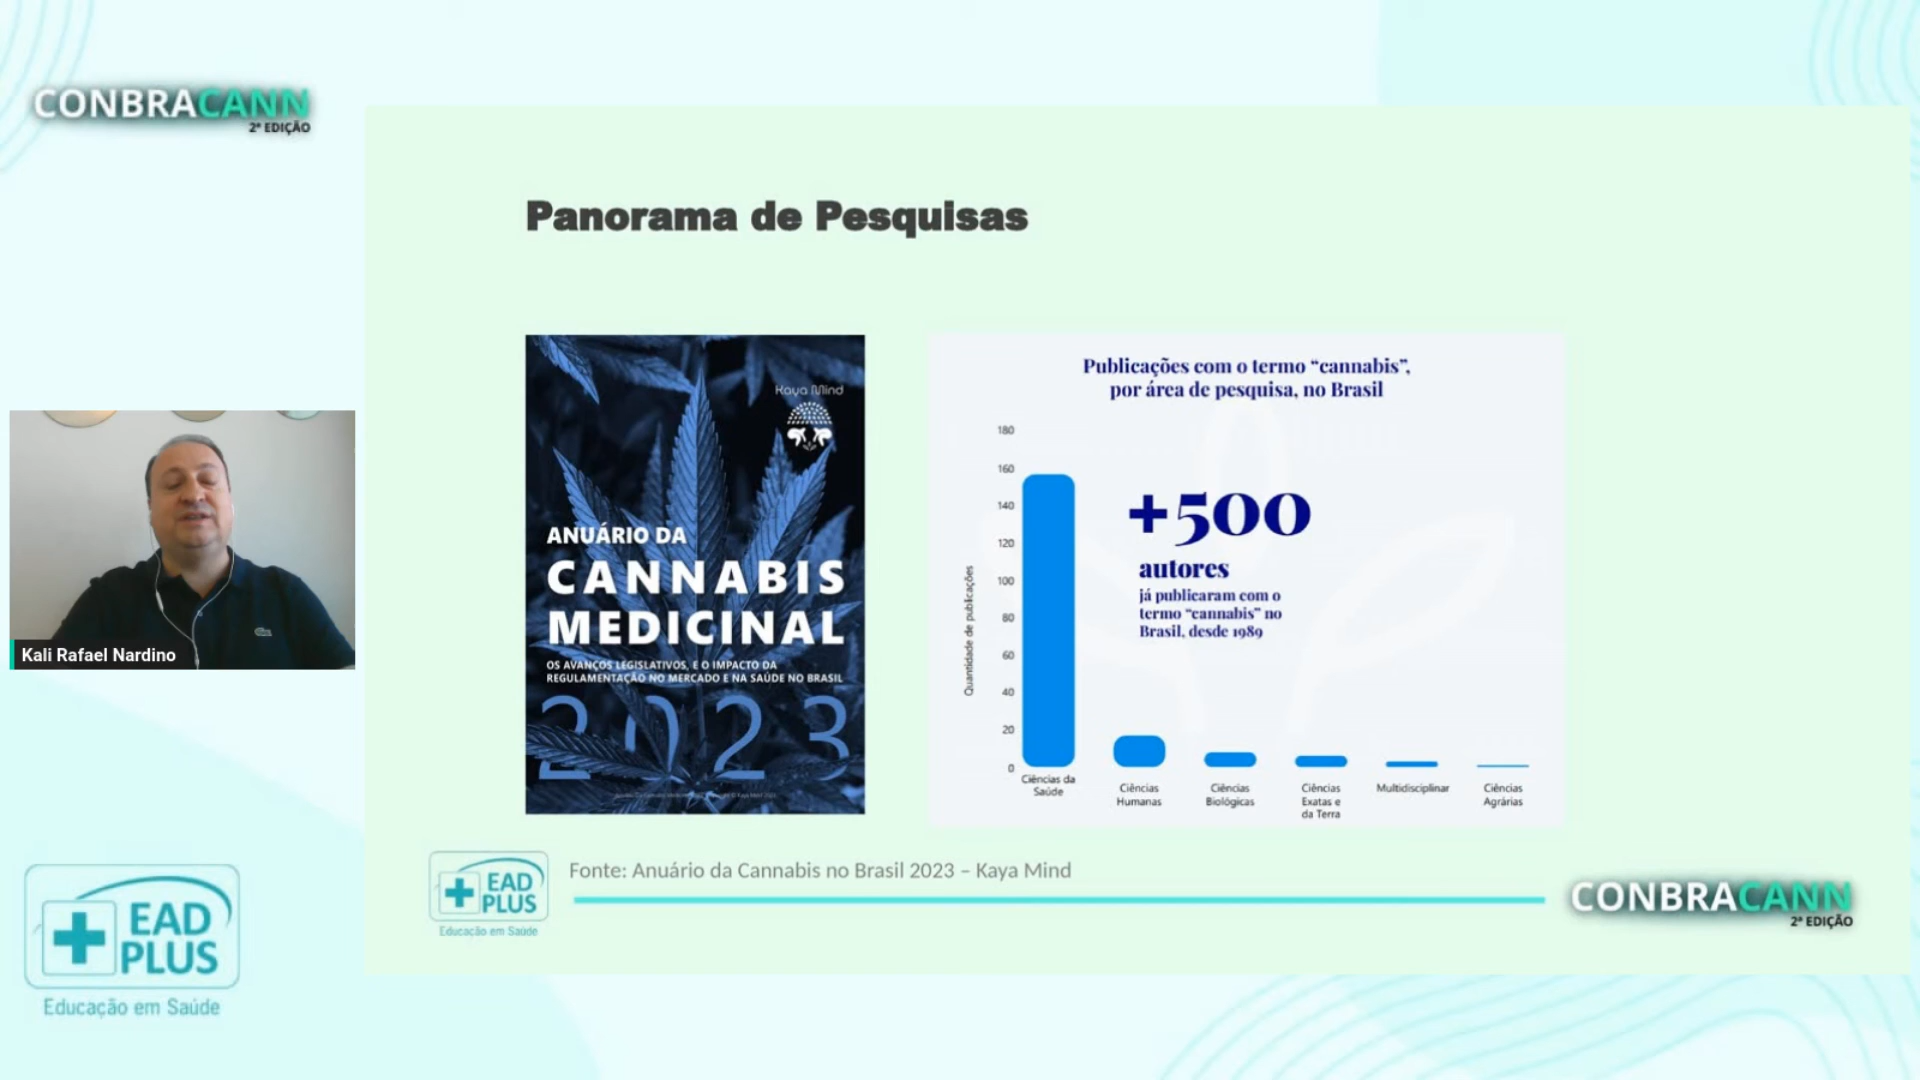 CONBRACANN
2ª EDIÇÃO
Panorama de Pesquisas
Kaya Mind
ANUÁRIO DA
CANNABIS
MEDICINAL
OS AVANÇOS LEGISLATIVOS, E O IMPACTO DA
REGULAMENTAÇÃO NO MERCADO E NA SAÚDE NO BRASIL
2023
Publicações com o termo “cannabis”,
por área de pesquisa, no Brasil
Quantidade de publicações
180
160
140
120
100
80
60
40
20
0
+500
autores
já publicaram com o
termo “cannabis” no
Brasil, desde 1989
Ciências da
Saúde
Ciências
Humanas
Ciências
Biológicas
Ciências
Exatas e
da Terra
Multidisciplinar
Ciências
Agrárias
Kali Rafael Nardino
EAD
PLUS
Educação em Saúde
Fonte: Anuário da Cannabis no Brasil 2023 – Kaya Mind
CONBRACANN
2ª EDIÇÃO
EAD
PLUS
Educação em Saúde